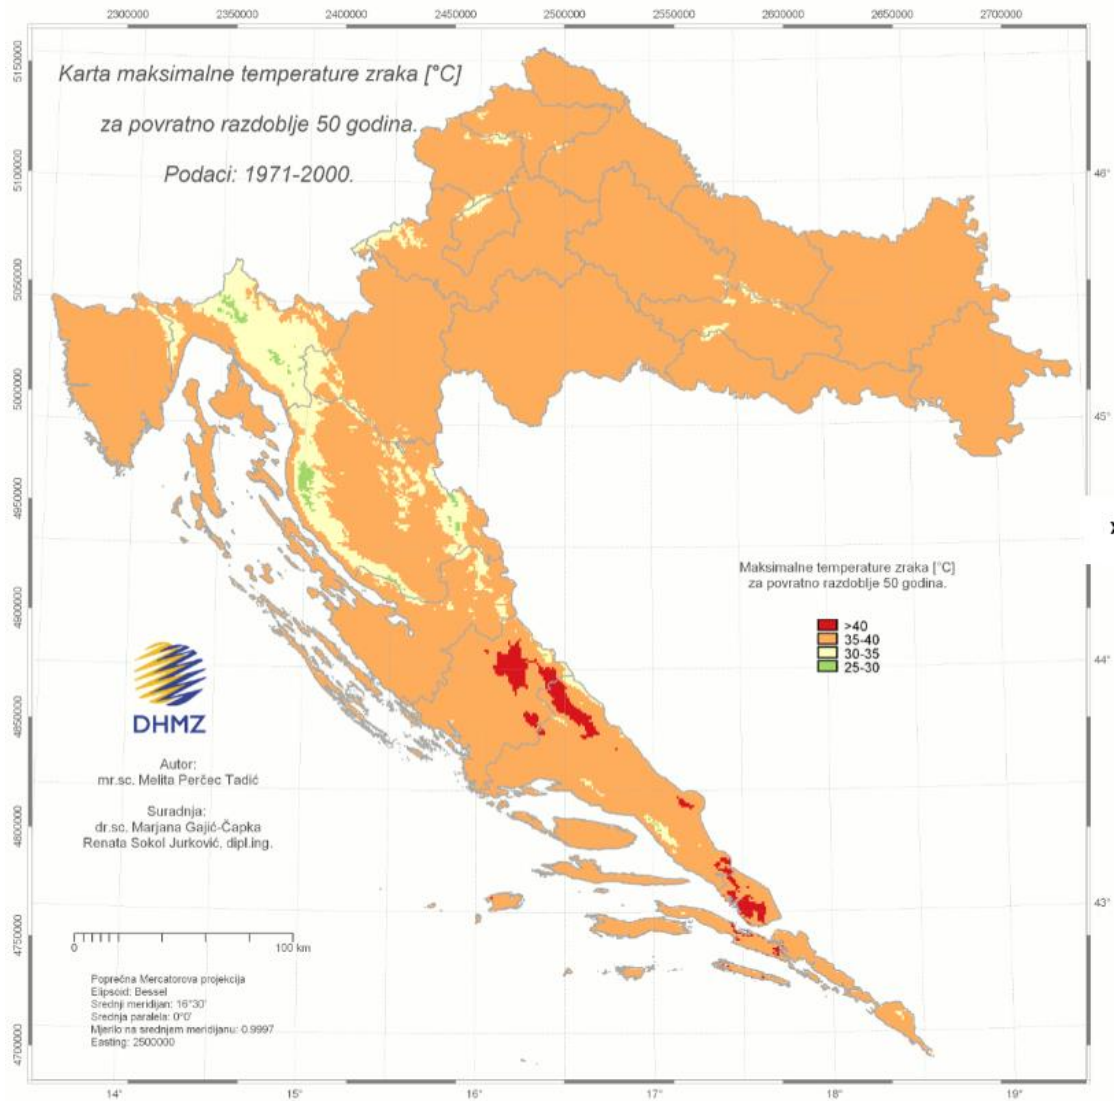 2300000 2350000 2400000 2450000 2500000 2550000 2600000 2650000 2700000
Karta maksimalne temperature zraka [°C]
za povratno razdoblje 50 godina.
Podaci: 1971-2000.
5150000
5100000
5050000
5000000
4950000
4900000
4850000
4800000
4750000
4700000
46°
45°
44°
43°
Maksimalne temperature zraka [°C]
za povratno razdoblje 50 godina.
>40
35-40
30-35
25-30
DHMZ
Autor:
mr.sc. Melita Perčec Tadić
Suradnja:
dr.sc. Marjana Gajić-Čapka
Renata Sokol Jurković, dipl.ing.
0 100 km
Poprečna Mercatorova projekcija
Elipsoid: Bessel
Srednji meridijan: 16°30'
Srednja paralela: 0°0'
Mjerilo na srednjem meridijanu: 0.9997
Easting: 2500000
14° 15° 16° 17° 18° 19°